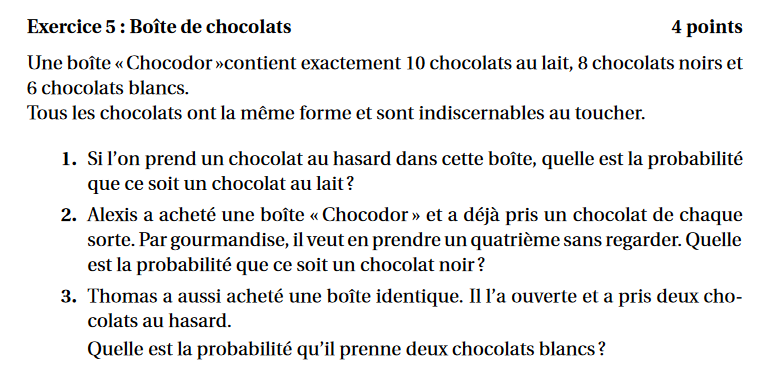 Exercice 5 : Boîte de chocolats 4 points
Une boîte « Chocodor »contient exactement 10 chocolats au lait, 8 chocolats noirs et
6 chocolats blancs.
Tous les chocolats ont la même forme et sont indiscernables au toucher.
1. Si l'on prend un chocolat au hasard dans cette boîte, quelle est la probabilité
que ce soit un chocolat au lait ?
2. Alexis a acheté une boîte « Chocodor » et a déjà pris un chocolat de chaque
sorte. Par gourmandise, il veut en prendre un quatrième sans regarder. Quelle
est la probabilité que ce soit un chocolat noir ?
3. Thomas a aussi acheté une boîte identique. Il l'a ouverte et a pris deux cho-
colats au hasard.
Quelle est la probabilité qu'il prenne deux chocolats blancs ?